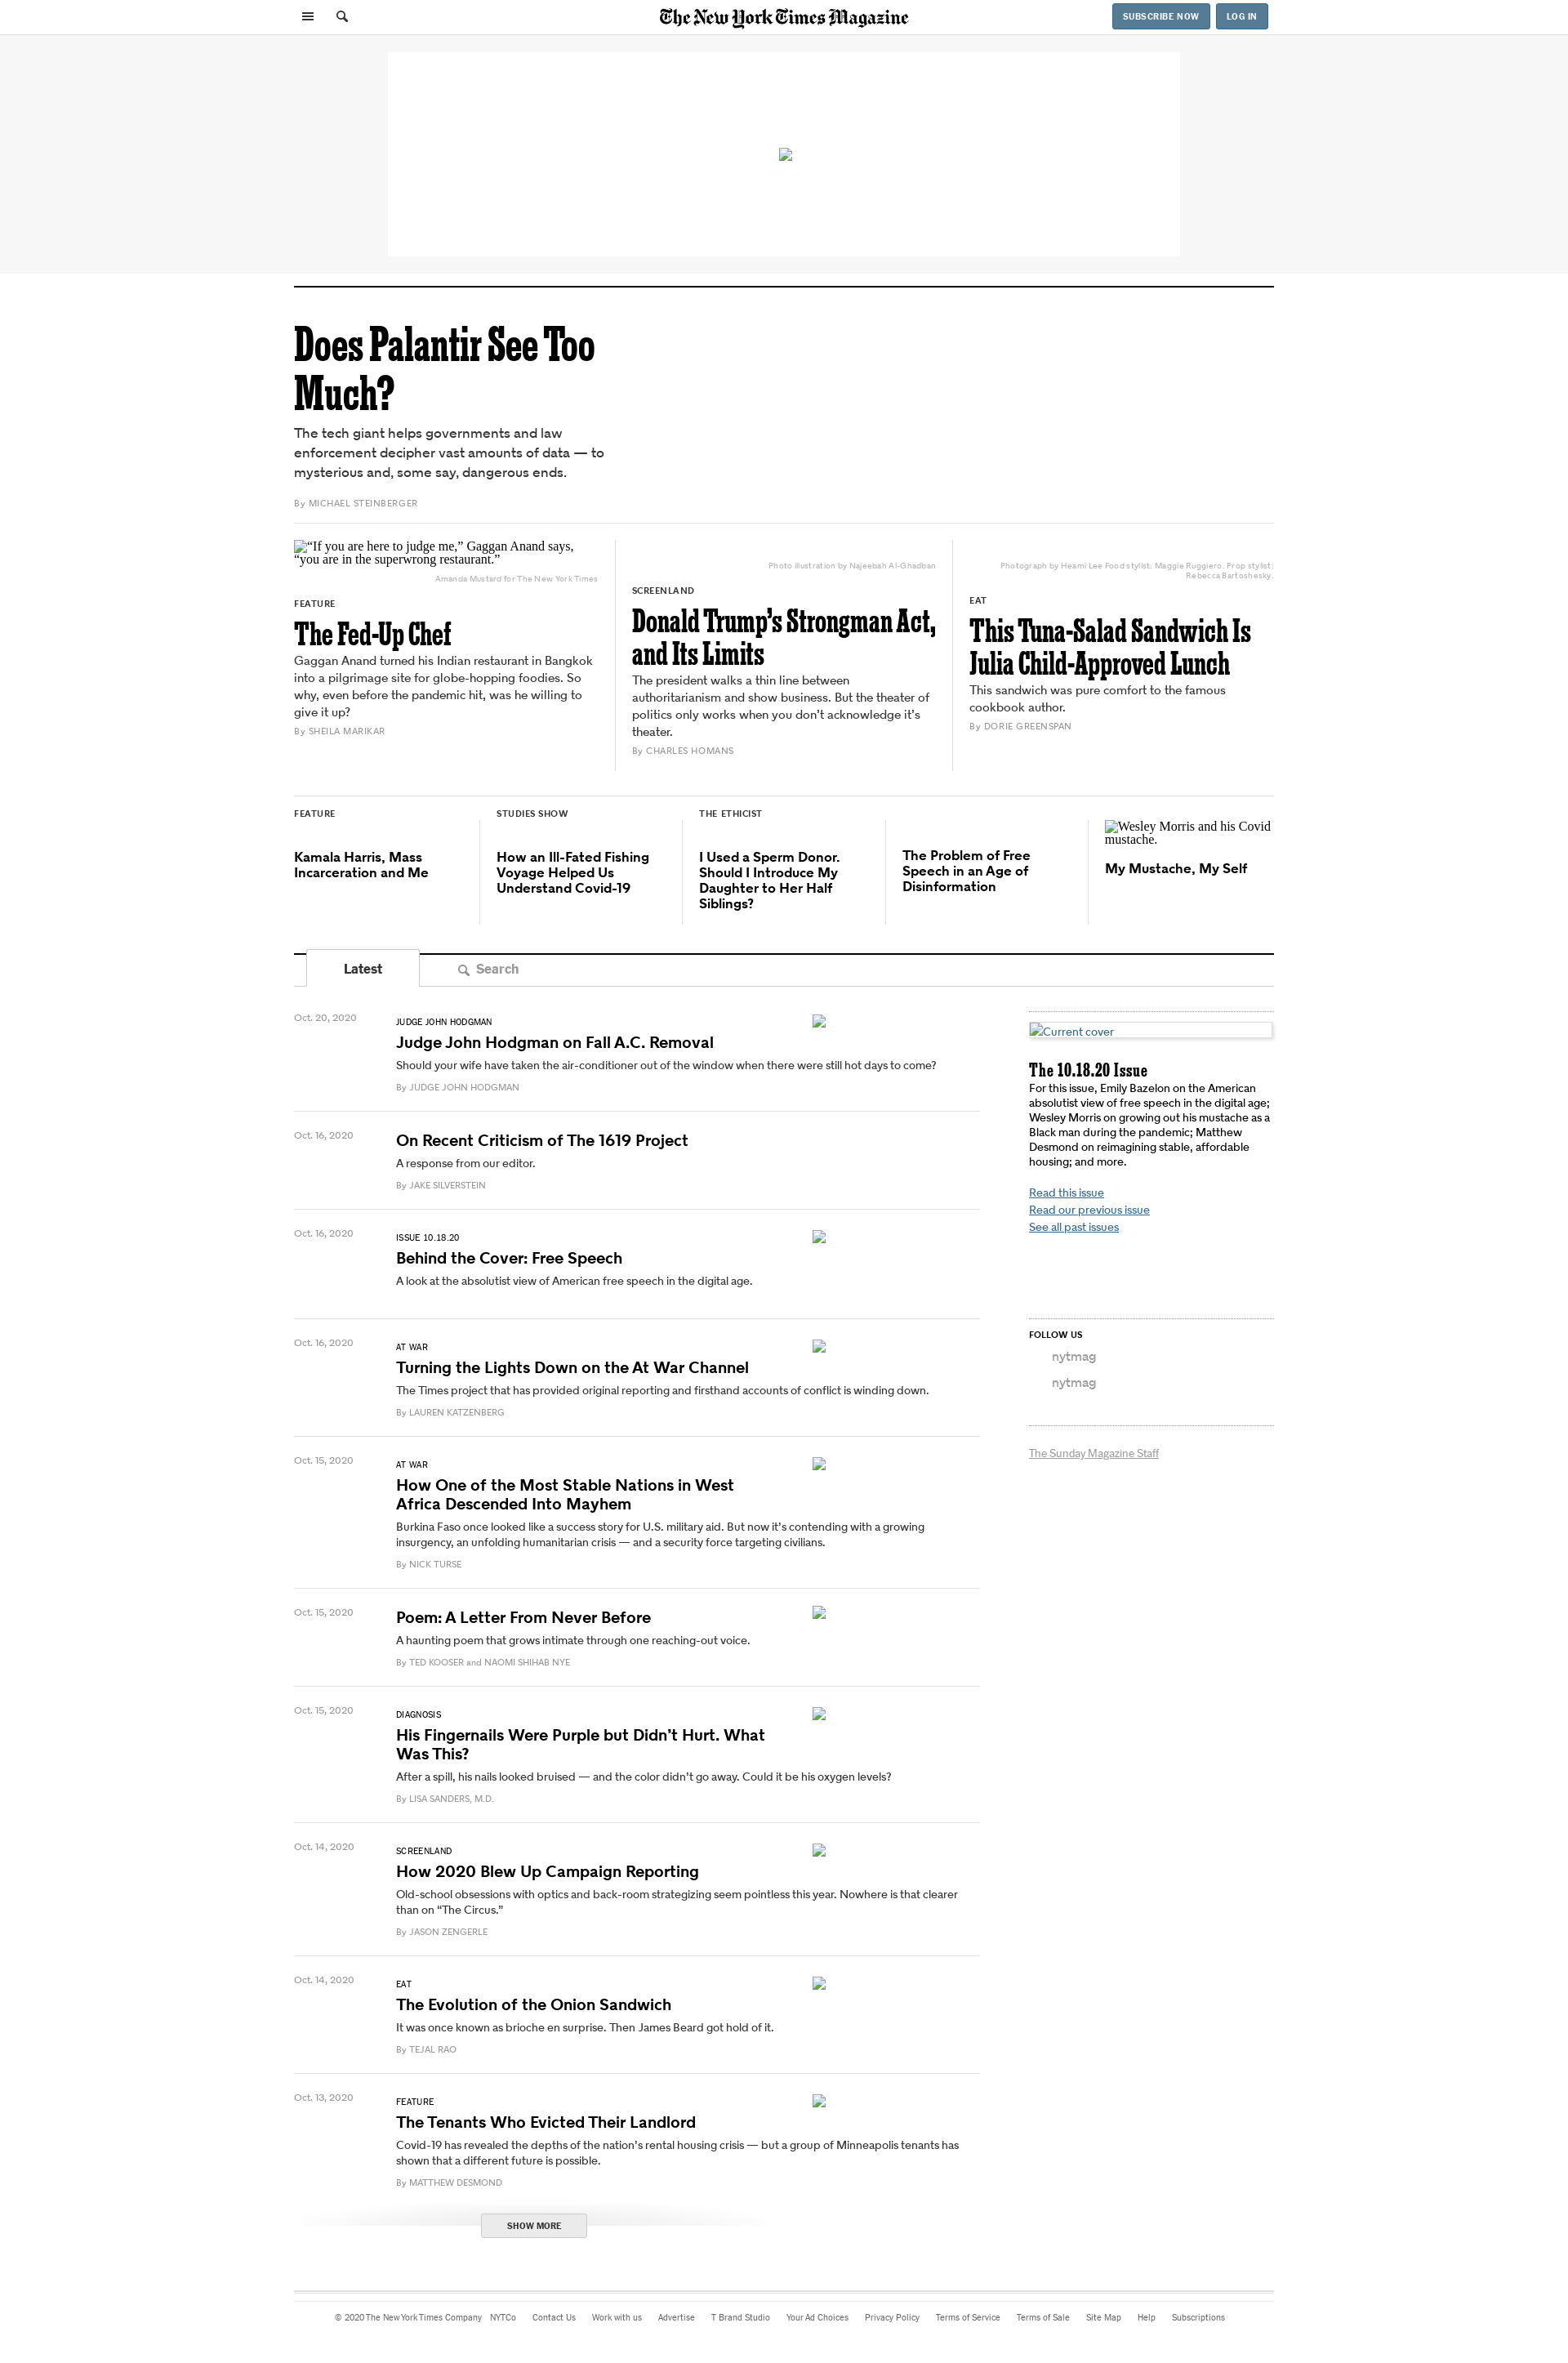 The New York Times Magazine
SUBSCRIBE NOW
LOG IN
Does Palantir See Too
Much?
The tech giant helps governments and law
enforcement decipher vast amounts of data — to
mysterious and, some say, dangerous ends.
By MICHAEL STEINBERGER
“If you are here to judge me,” Gaggan Anand says,
“you are in the superwrong restaurant.”
Amanda Mustard for The New York Times
FEATURE
The Fed-Up Chef
Gaggan Anand turned his Indian restaurant in Bangkok
into a pilgrimage site for globe-hopping foodies. So
why, even before the pandemic hit, was he willing to
give it up?
By SHEILA MARIKAR
Photo illustration by Najeebah Al-Ghadban
SCREENLAND
Donald Trump’s Strongman Act,
and Its Limits
The president walks a thin line between
authoritarianism and show business. But the theater of
politics only works when you don’t acknowledge it’s
theater.
By CHARLES HOMANS
Photograph by Heami Lee Food stylist: Maggie Ruggiero. Prop stylist:
Rebecca Bartoshesky.
EAT
This Tuna-Salad Sandwich Is
Julia Child-Approved Lunch
This sandwich was pure comfort to the famous
cookbook author.
By DORIE GREENSPAN
FEATURE
Kamala Harris, Mass
Incarceration and Me
STUDIES SHOW
How an Ill-Fated Fishing
Voyage Helped Us
Understand Covid-19
THE ETHICIST
I Used a Sperm Donor.
Should I Introduce My
Daughter to Her Half
Siblings?
The Problem of Free
Speech in an Age of
Disinformation
Wesley Morris and his Covid
mustache.
My Mustache, My Self
Latest
Search
Oct. 20, 2020
JUDGE JOHN HODGMAN
Judge John Hodgman on Fall A.C. Removal
Should your wife have taken the air-conditioner out of the window when there were still hot days to come?
By JUDGE JOHN HODGMAN
Oct. 16, 2020
On Recent Criticism of The 1619 Project
A response from our editor.
By JAKE SILVERSTEIN
Oct. 16, 2020
ISSUE 10.18.20
Behind the Cover: Free Speech
A look at the absolutist view of American free speech in the digital age.
Oct. 16, 2020
AT WAR
Turning the Lights Down on the At War Channel
The Times project that has provided original reporting and firsthand accounts of conflict is winding down.
By LAUREN KATZENBERG
Oct. 15, 2020
AT WAR
How One of the Most Stable Nations in West
Africa Descended Into Mayhem
Burkina Faso once looked like a success story for U.S. military aid. But now it’s contending with a growing
insurgency, an unfolding humanitarian crisis — and a security force targeting civilians.
By NICK TURSE
Oct. 15, 2020
Poem: A Letter From Never Before
A haunting poem that grows intimate through one reaching-out voice.
By TED KOOSER and NAOMI SHIHAB NYE
Oct. 15, 2020
DIAGNOSIS
His Fingernails Were Purple but Didn’t Hurt. What
Was This?
After a spill, his nails looked bruised — and the color didn’t go away. Could it be his oxygen levels?
By LISA SANDERS, M.D.
Oct. 14, 2020
SCREENLAND
How 2020 Blew Up Campaign Reporting
Old-school obsessions with optics and back-room strategizing seem pointless this year. Nowhere is that clearer
than on “The Circus.”
By JASON ZENGERLE
Oct. 14, 2020
EAT
The Evolution of the Onion Sandwich
It was once known as brioche en surprise. Then James Beard got hold of it.
By TEJAL RAO
Oct. 13, 2020
FEATURE
The Tenants Who Evicted Their Landlord
Covid-19 has revealed the depths of the nation’s rental housing crisis — but a group of Minneapolis tenants has
shown that a different future is possible.
By MATTHEW DESMOND
SHOW MORE
Current cover
The 10.18.20 Issue
For this issue, Emily Bazelon on the American
absolutist view of free speech in the digital age;
Wesley Morris on growing out his mustache as a
Black man during the pandemic; Matthew
Desmond on reimagining stable, affordable
housing; and more.
Read this issue
Read our previous issue
See all past issues
FOLLOW US
nytmag
nytmag
The Sunday Magazine Staff
© 2020 The New York Times Company NYTCo Contact Us Work with us Advertise T Brand Studio Your Ad Choices Privacy Policy Terms of Service Terms of Sale Site Map Help Subscriptions